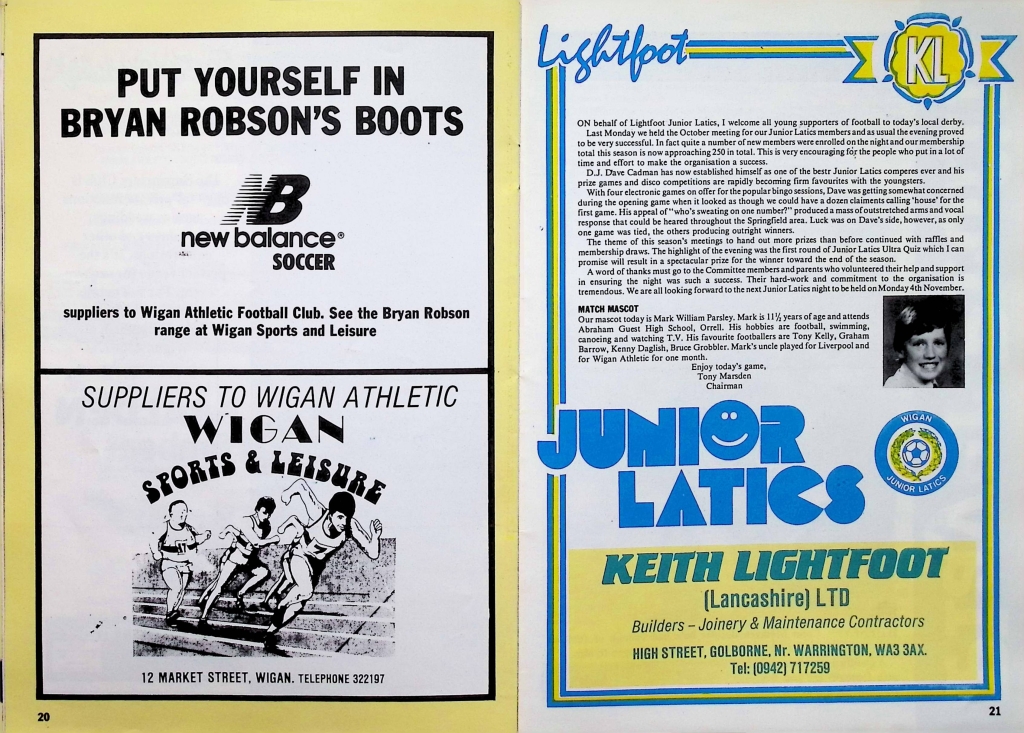 PUT YOURSELF IN
BRYAN ROBSON'S BOOTS
NB
new balance®
SOCCER
suppliers to Wigan Athletic Football Club. See the Bryan Robson
range at Wigan Sports and Leisure
SUPPLIERS TO WIGAN ATHLETIC
WIGAN
SPORTS & LEISURE
12 MARKET STREET, WIGAN. TELEPHONE 322197
20
Lightfoot
KL
ON behalf of Lightfoot Junior Latics, I welcome all young supporters of football to today's local derby.
Last Monday we held the October meeting for our Junior Latics members and as usual the evening proved
to be very successful. In fact quite a number of new members were enrolled on the night and our membership
total this season is now approaching 250 in total. This is very encouraging for the people who put in a lot of
time and effort to make the organisation a success.
D.J. Dave Cadman has now established himself as one of the bestr Junior Latics comperes ever and his
prize games and disco competitions are rapidly becoming firm favourites with the youngsters.
With four electronic games on offer for the popular bingo sessions, Dave was getting somewhat concerned
during the opening game when it looked as though we could have a dozen claimants calling 'house' for the
first game. His appeal of "who's sweating on one number?" produced a mass of outstretched arms and vocal
response that could be heard throughout the Springfield area. Luck was on Dave's side, however, as only
one game was tied, the others producing outright winners.
The theme of this season's meetings to hand out more prizes than before continued with raffles and
membership draws. The highlight of the evening was the first round of Junior Latics Ultra Quiz which I can
promise will result in a spectacular prize for the winner toward the end of the season.
A word of thanks must go to the Committee members and parents who volunteered their help and support
in ensuring the night was such a success. Their hard-work and commitment to the organisation is
tremendous. We are all looking forward to the next Junior Latics night to be held on Monday 4th November.
MATCH MASCOT
Our mascot today is Mark William Parsley. Mark is 11½ years of age and attends
Abraham Guest High School, Orrell. His hobbies are football, swimming,
canoeing and watching T.V. His favourite footballers are Tony Kelly, Graham
Barrow, Kenny Daglish, Bruce Grobbler. Mark's uncle played for Liverpool and
for Wigan Athletic for one month.
Enjoy today's game,
Tony Marsden
Chairman
JUNIOR
LATICS
WIGAN
JUNIOR LATICS
KEITH LIGHTFOOT
(Lancashire) LTD
Builders – Joinery & Maintenance Contractors
HIGH STREET, GOLBORNE, Nr. WARRINGTON, WA3 3AX.
Tel: (0942) 717259
21